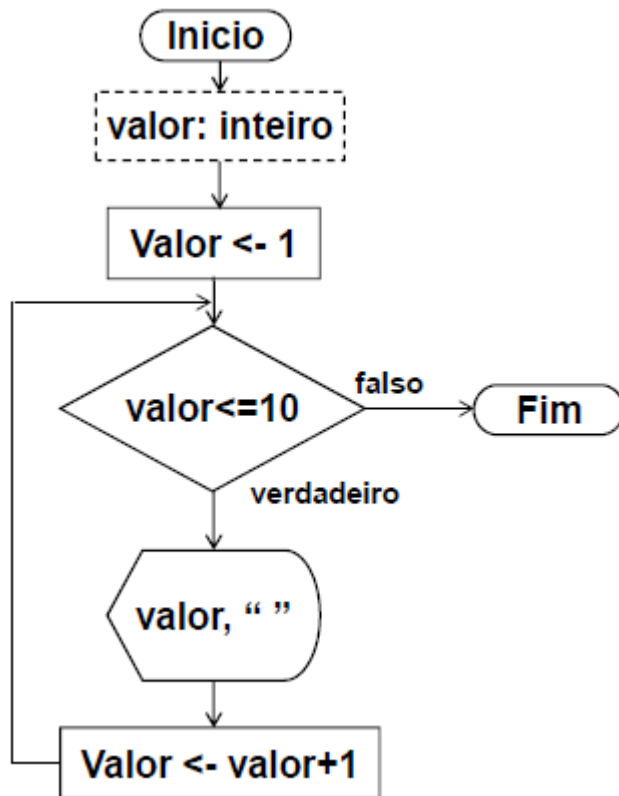 Inicio
valor: inteiro
Valor <- 1
valor<=10
falso
Fim
verdadeiro
valor, “ ”
Valor <- valor+1